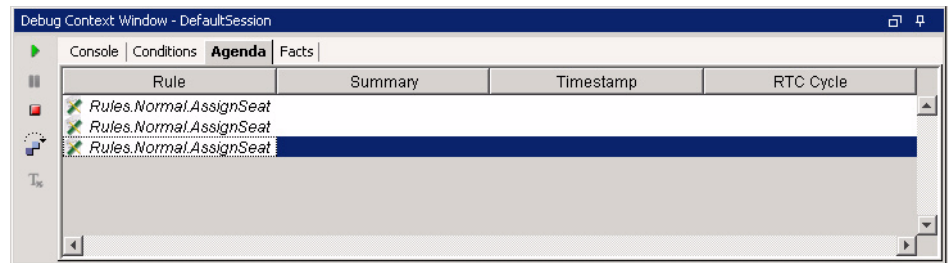 Debug Context Window - DefaultSession
Console Conditions Agenda Facts
Rule Summary Timestamp RTC Cycle
Rules.Normal.AssignSeat
Rules.Normal.AssignSeat
Rules.Normal.AssignSeat